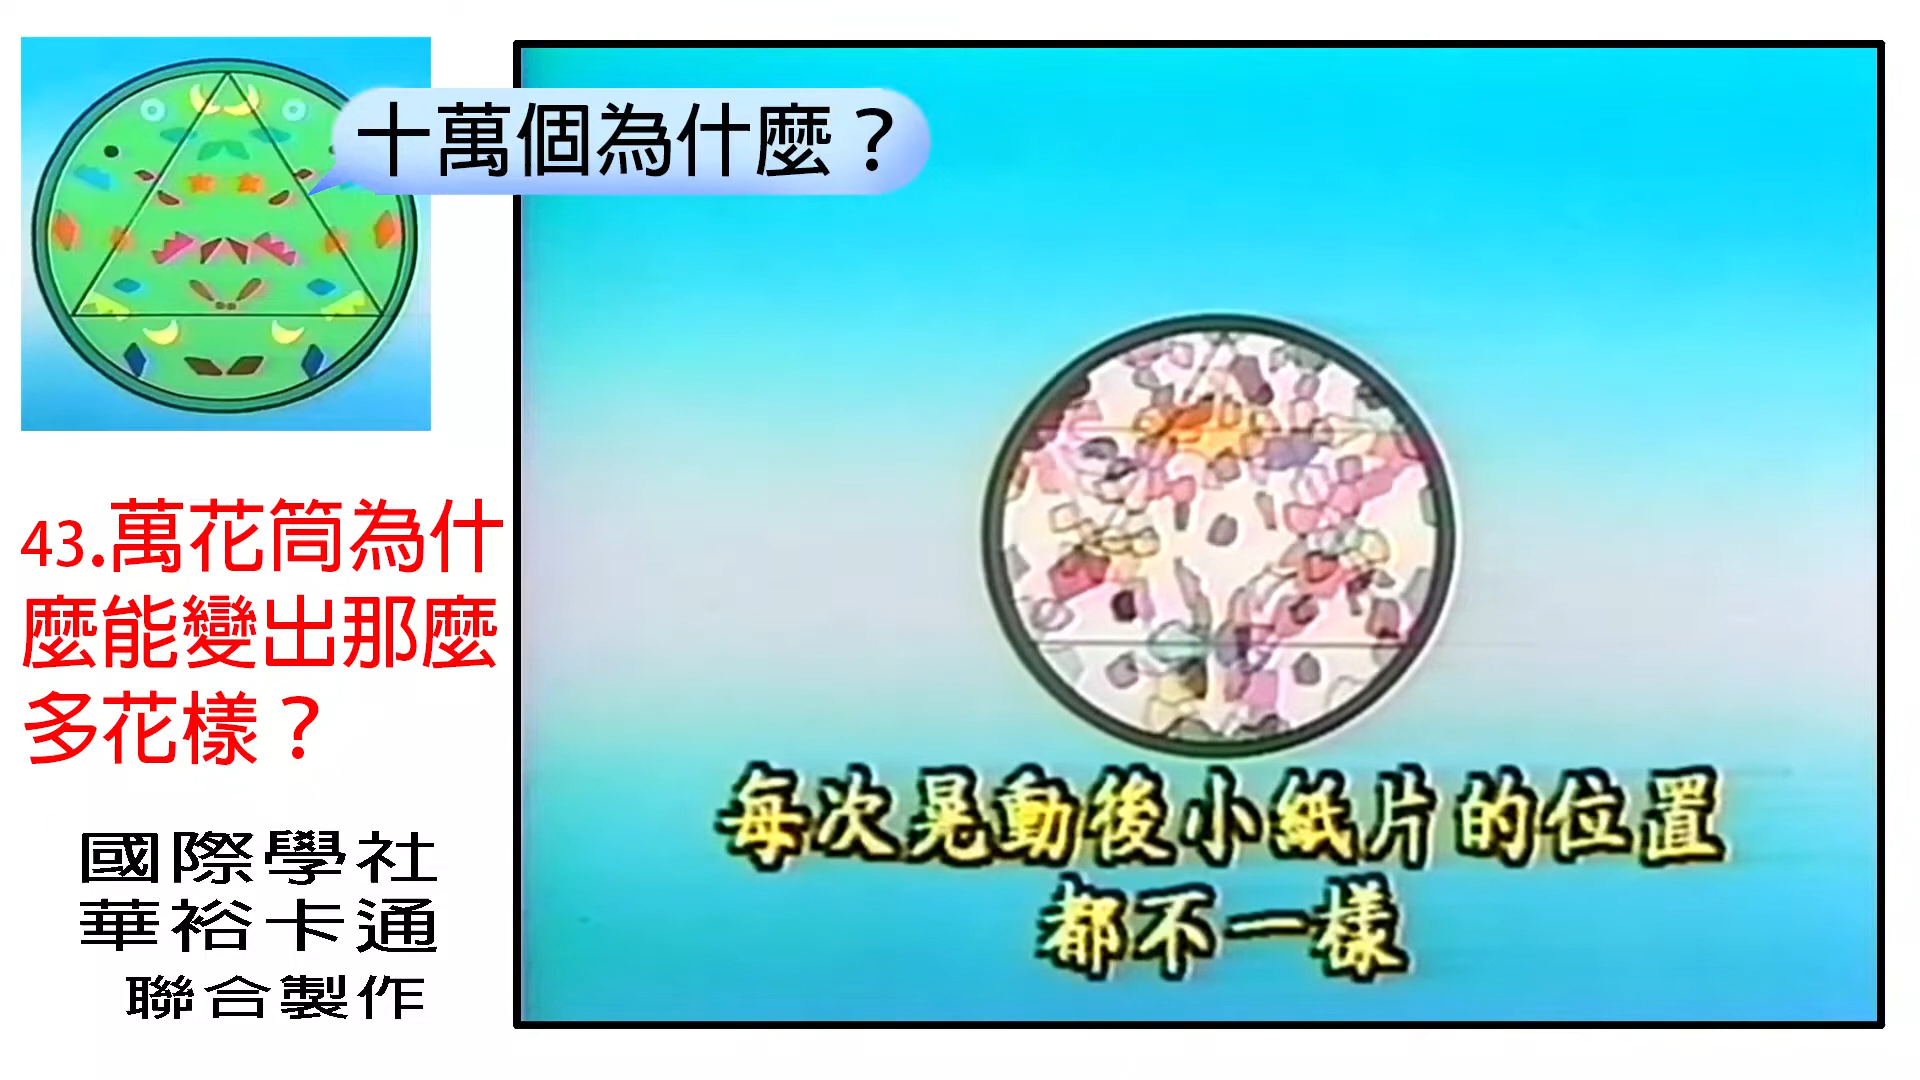 十萬個為什麼？
43.萬花筒為什
麼能變出那麼
多花樣？
國際學社
華裕卡通
聯合製作
每次晃動後小紙片的位置
都不一樣